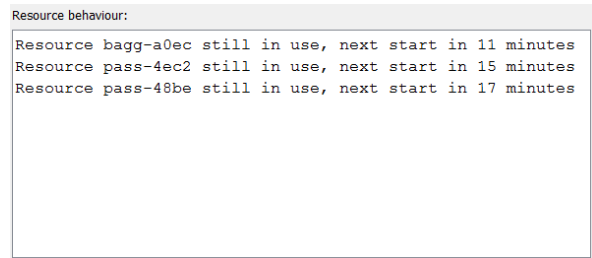 Resource behaviour:
Resource bagg-a0ec still in use, next start in 11 minutes
Resource pass-4ec2 still in use, next start in 15 minutes
Resource pass-48be still in use, next start in 17 minutes